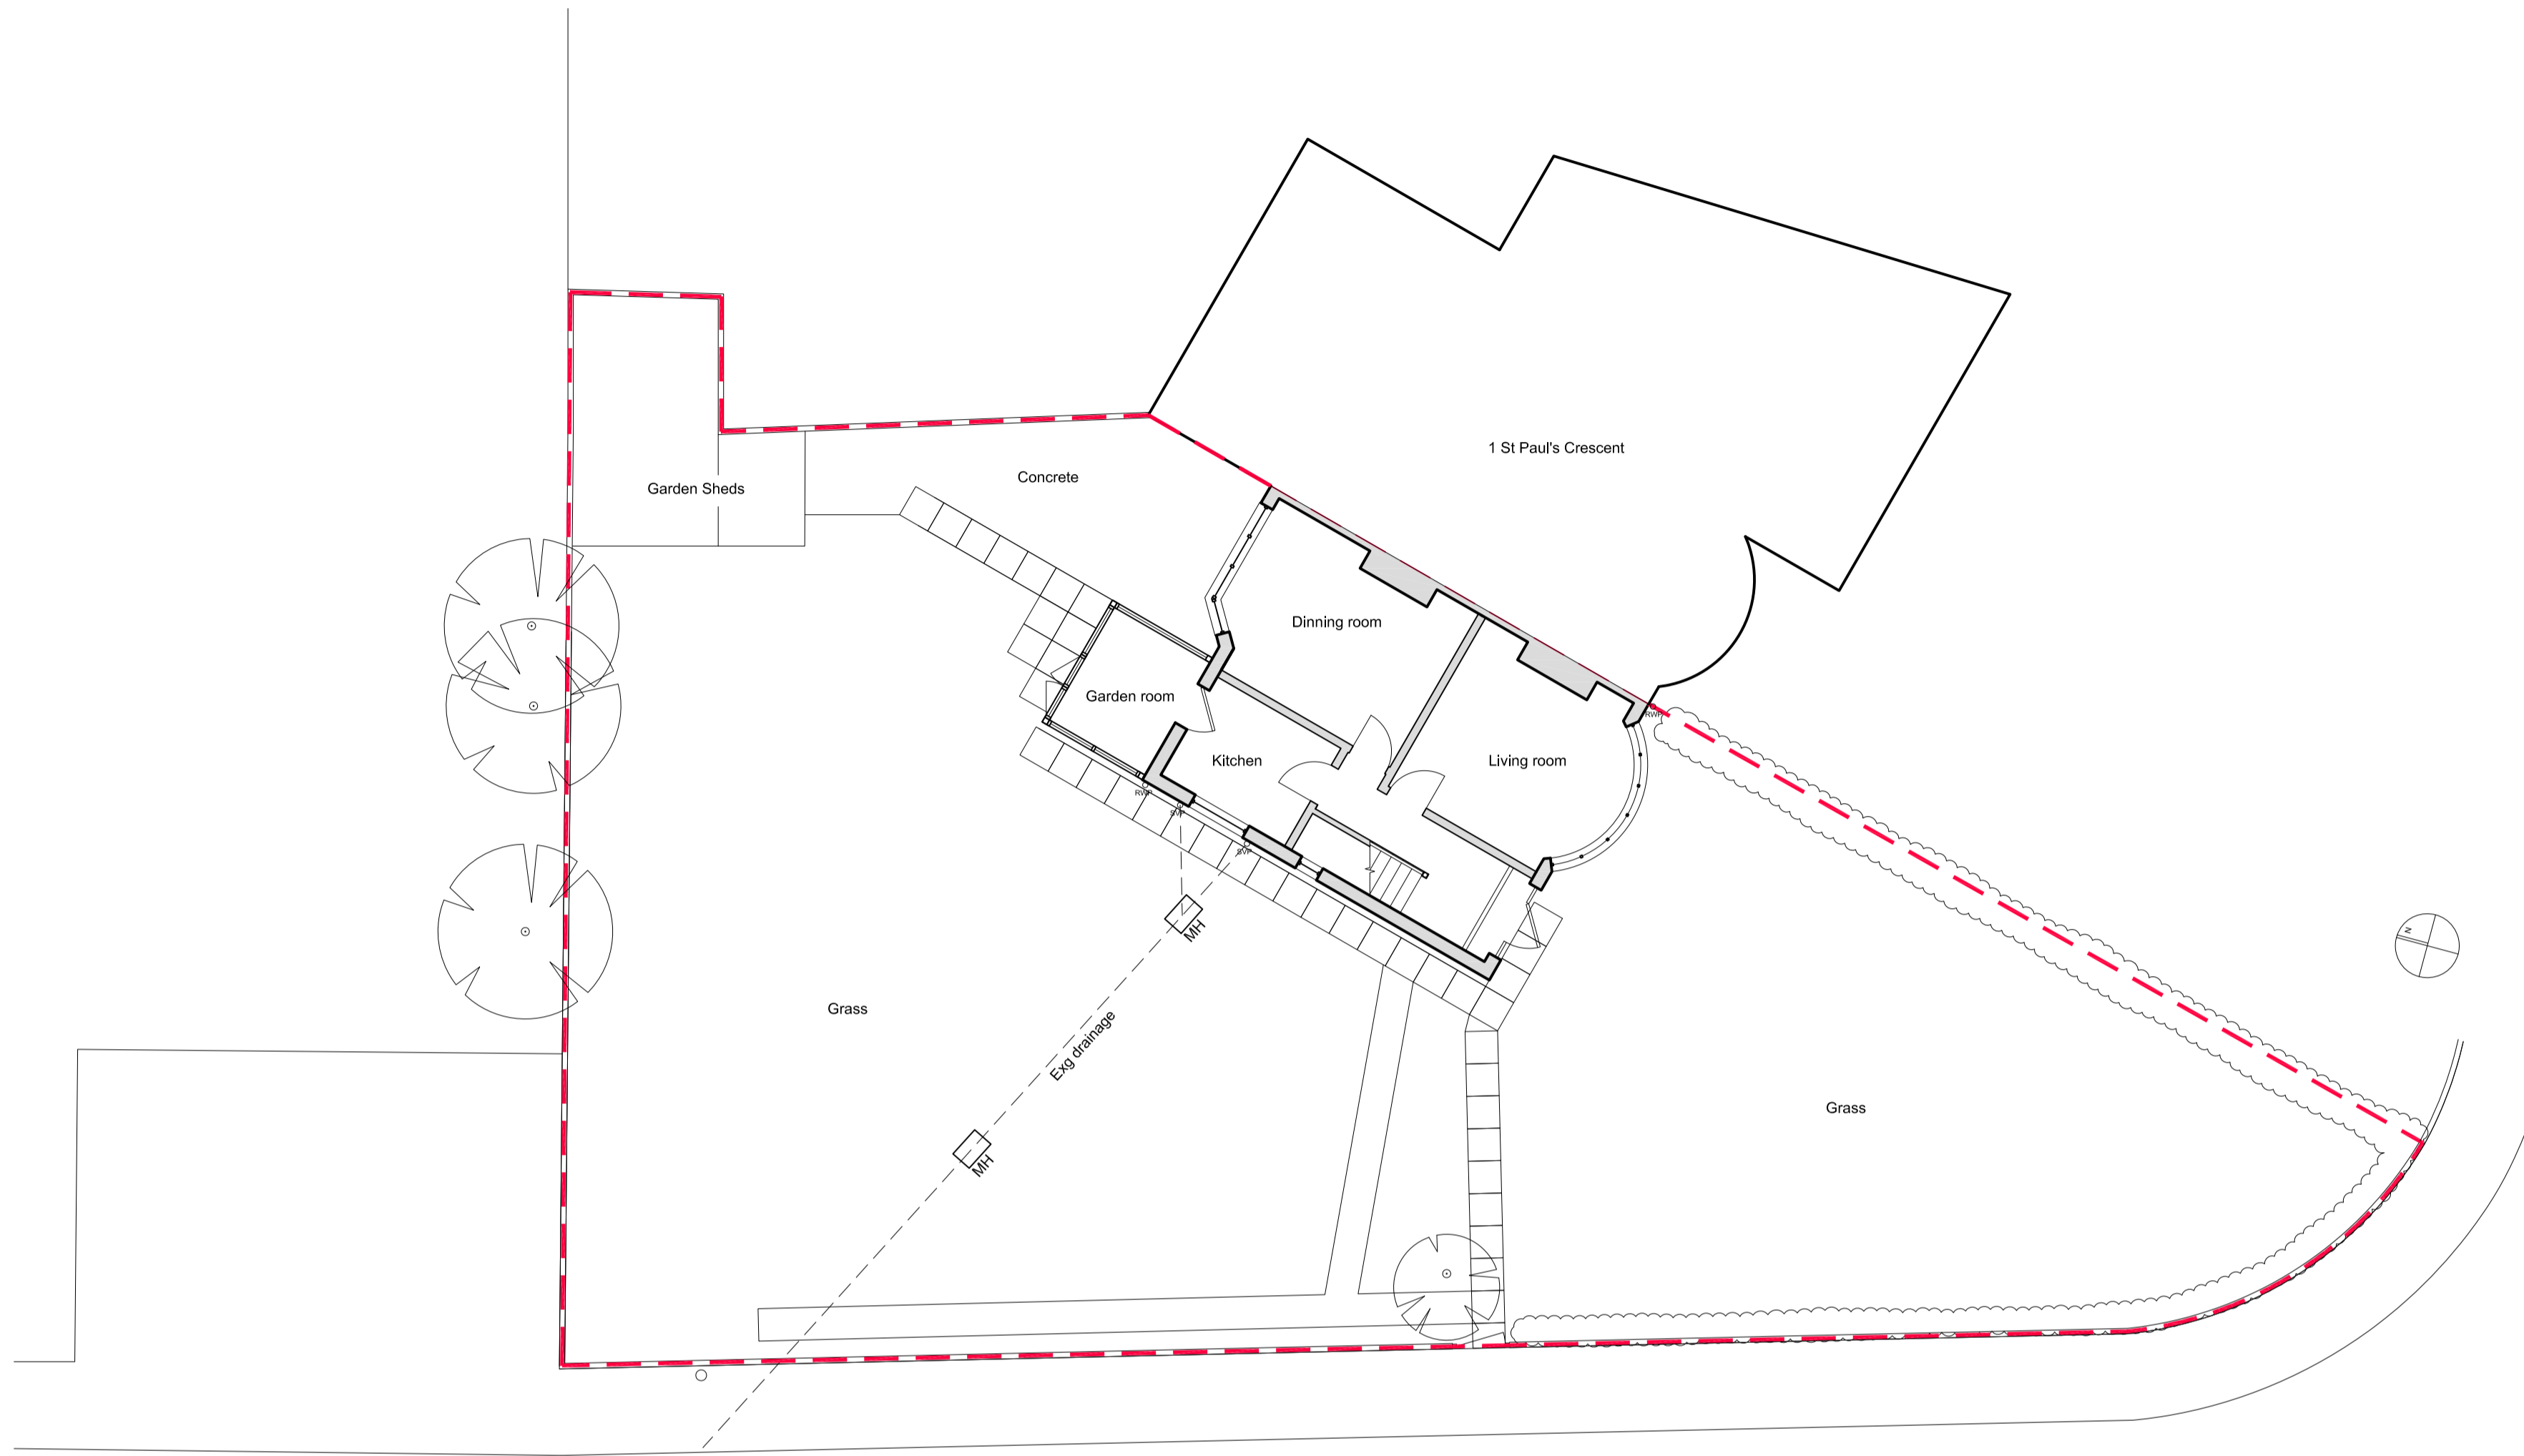 1 St Paul's Crescent
Concrete
Garden Sheds
Dinning room
Garden room
RWP
Kitchen
Living room
RWP
SVP
SVP
MH
N
Grass
Exg drainage
Grass
MH